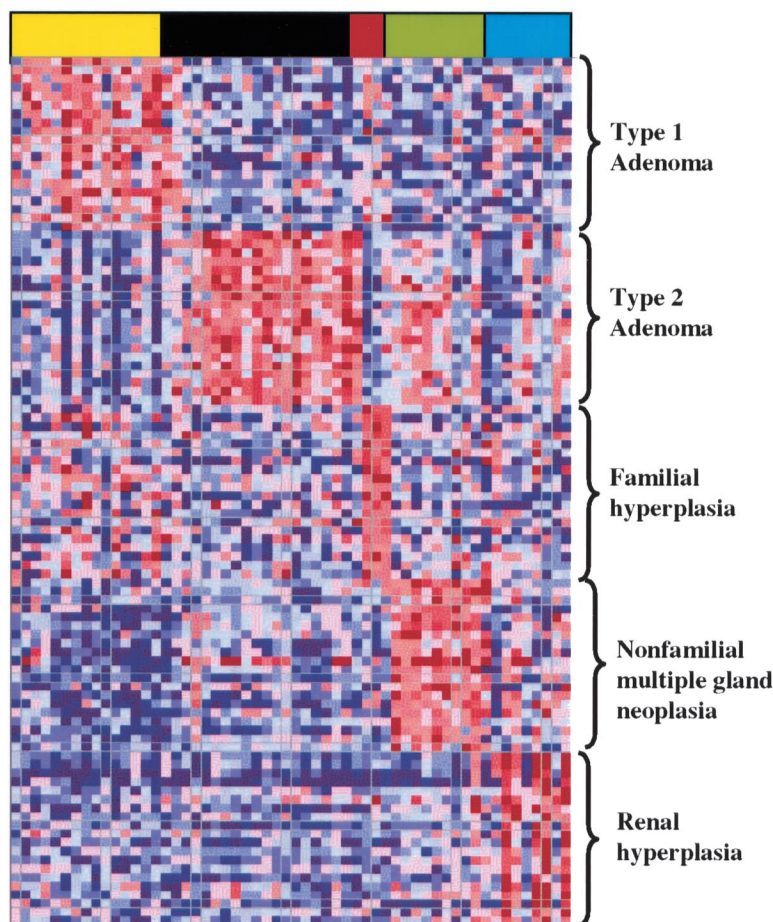 Type 1
Adenoma
Type 2
Adenoma
Familial
hyperplasia
Nonfamilial
multiple gland
neoplasia
Renal
hyperplasia